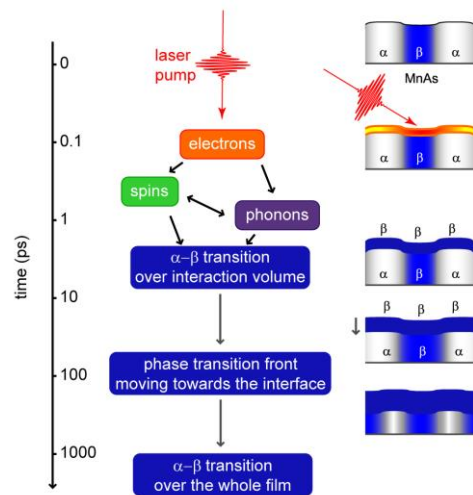 0
0.1
1
10
100
1000
time (ps)
laser
pump
electrons
spins
phonons
α−β transition
over interaction volume
phase transition front
moving towards the interface
α−β transition
over the whole film
α β α
MnAs
α β α
β β β
α β α
β β β
α β α